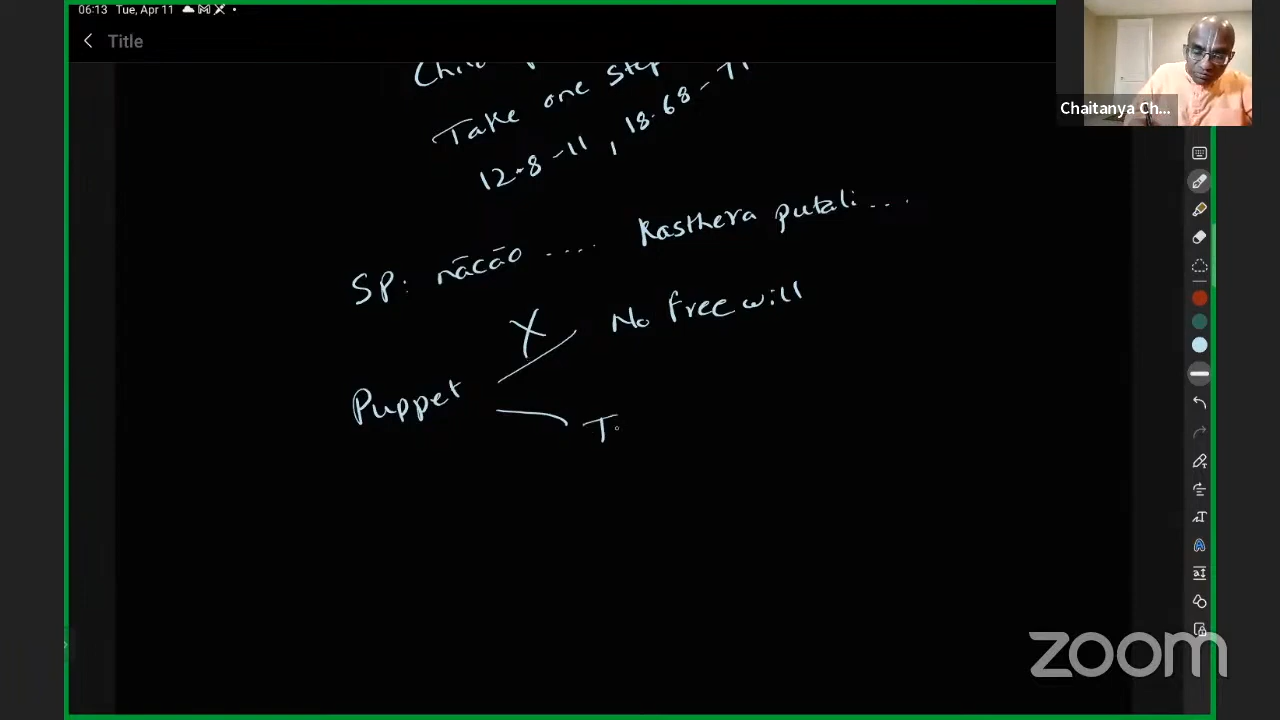 06:13 Tue, Apr 11
Title
Chaitanya Ch...
Take one step
12.8-11, 18.68-71
SP: nācāo .... Kasthera putali ...
X No free will
Puppet
T
zoom